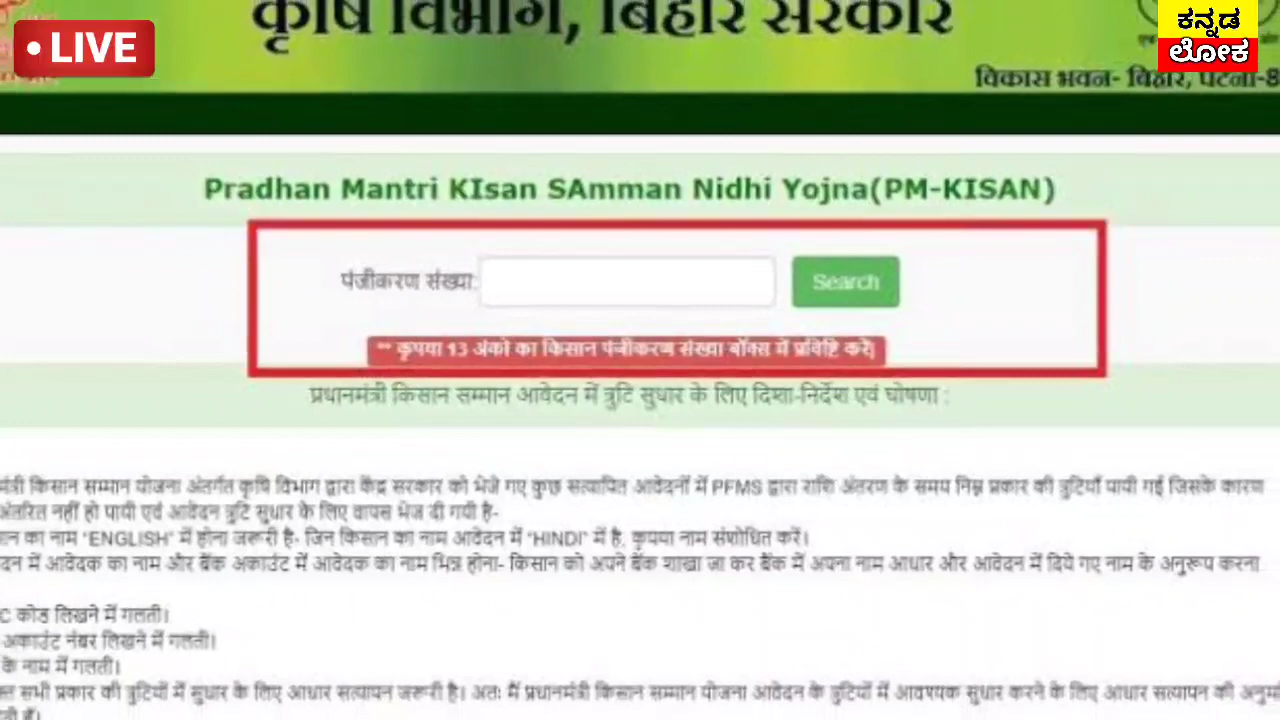 कृषि विभाग, बिहार सरकार
LIVE
ಕನ್ನಡ
ಲೋಕ
विकास भवन- बिहार, पटना-8
Pradhan Mantri KIsan SAmman Nidhi Yojna(PM-KISAN)
पंजीकरण संख्या:
Search
** कृपया 13 अंको का किसान पंजीकरण संख्या बॉक्स में प्रविष्टि करें|
प्रधानमंत्री किसान सम्मान आवेदन में त्रुटि सुधार के लिए दिशा-निर्देश एवं घोषणा :
मंत्री किसान सम्मान योजना अंतर्गत कृषि विभाग द्वारा केंद्र सरकार को भेजे गए कुछ सत्यापित आवेदनों में PFMS द्वारा राशि अंतरण के समय निम्न प्रकार की त्रुटियाँ पायी गई जिसके कारण
अंतरित नहीं हो पायी एवं आवेदन त्रुटि सुधार के लिए वापस भेज दी गयी है-
का नाम "ENGLISH" में होना जरूरी है- जिन किसान का नाम आवेदन में "HINDI" में है, कृपया नाम संशोधित करें।
में आवेदक का नाम और बैंक अकाउंट में आवेदक का नाम भिन्न होना- किसान को अपने बैंक शाखा जा कर बैंक में अपना नाम आधार और आवेदन में दिये गए नाम के अनुरूप करना
C कोड लिखने में गलती।
अकाउंट नंबर लिखने में गलती।
के नाम में गलती।
सभी प्रकार की त्रुटियों में सुधार के लिए आधार सत्यापन जरूरी है। अतः मैं प्रधानमंत्री किसान सम्मान योजना आवेदन के त्रुटियों में आवश्यक सुधार करने के लिए आधार सत्यापन की